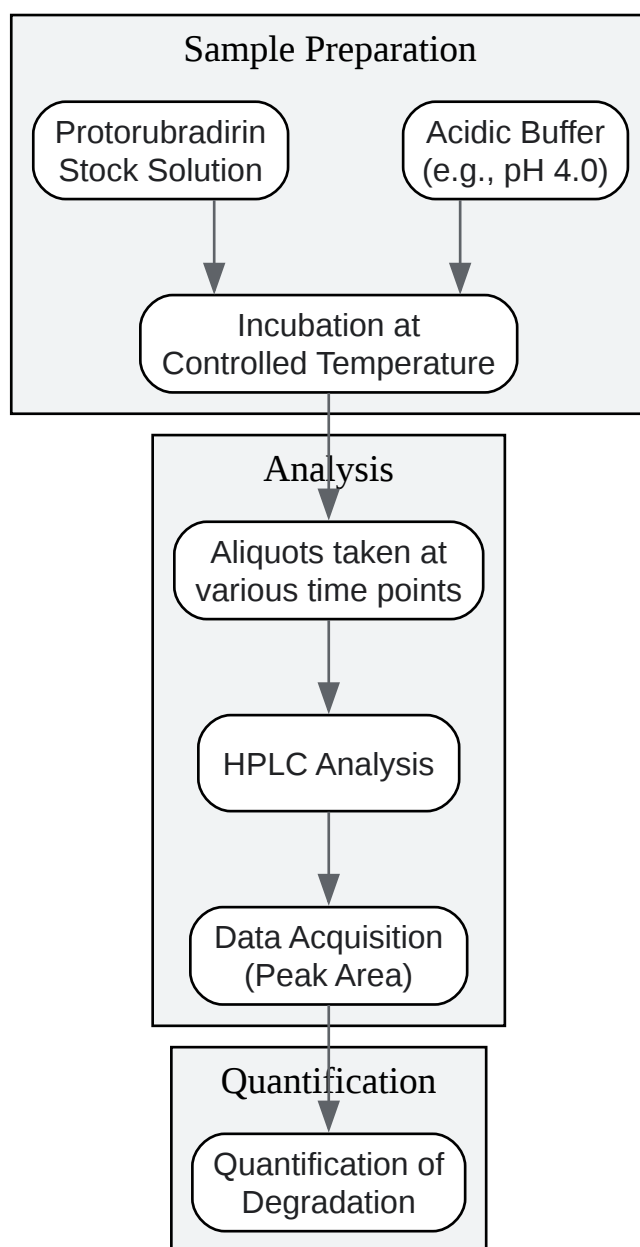 Sample Preparation
Protorubradirin
Stock Solution
Acidic Buffer
(e.g., pH 4.0)
Incubation at
Controlled Temperature
Analysis
Aliquots taken at
various time points
HPLC Analysis
Data Acquisition
(Peak Area)
Quantification
Quantification of
Degradation